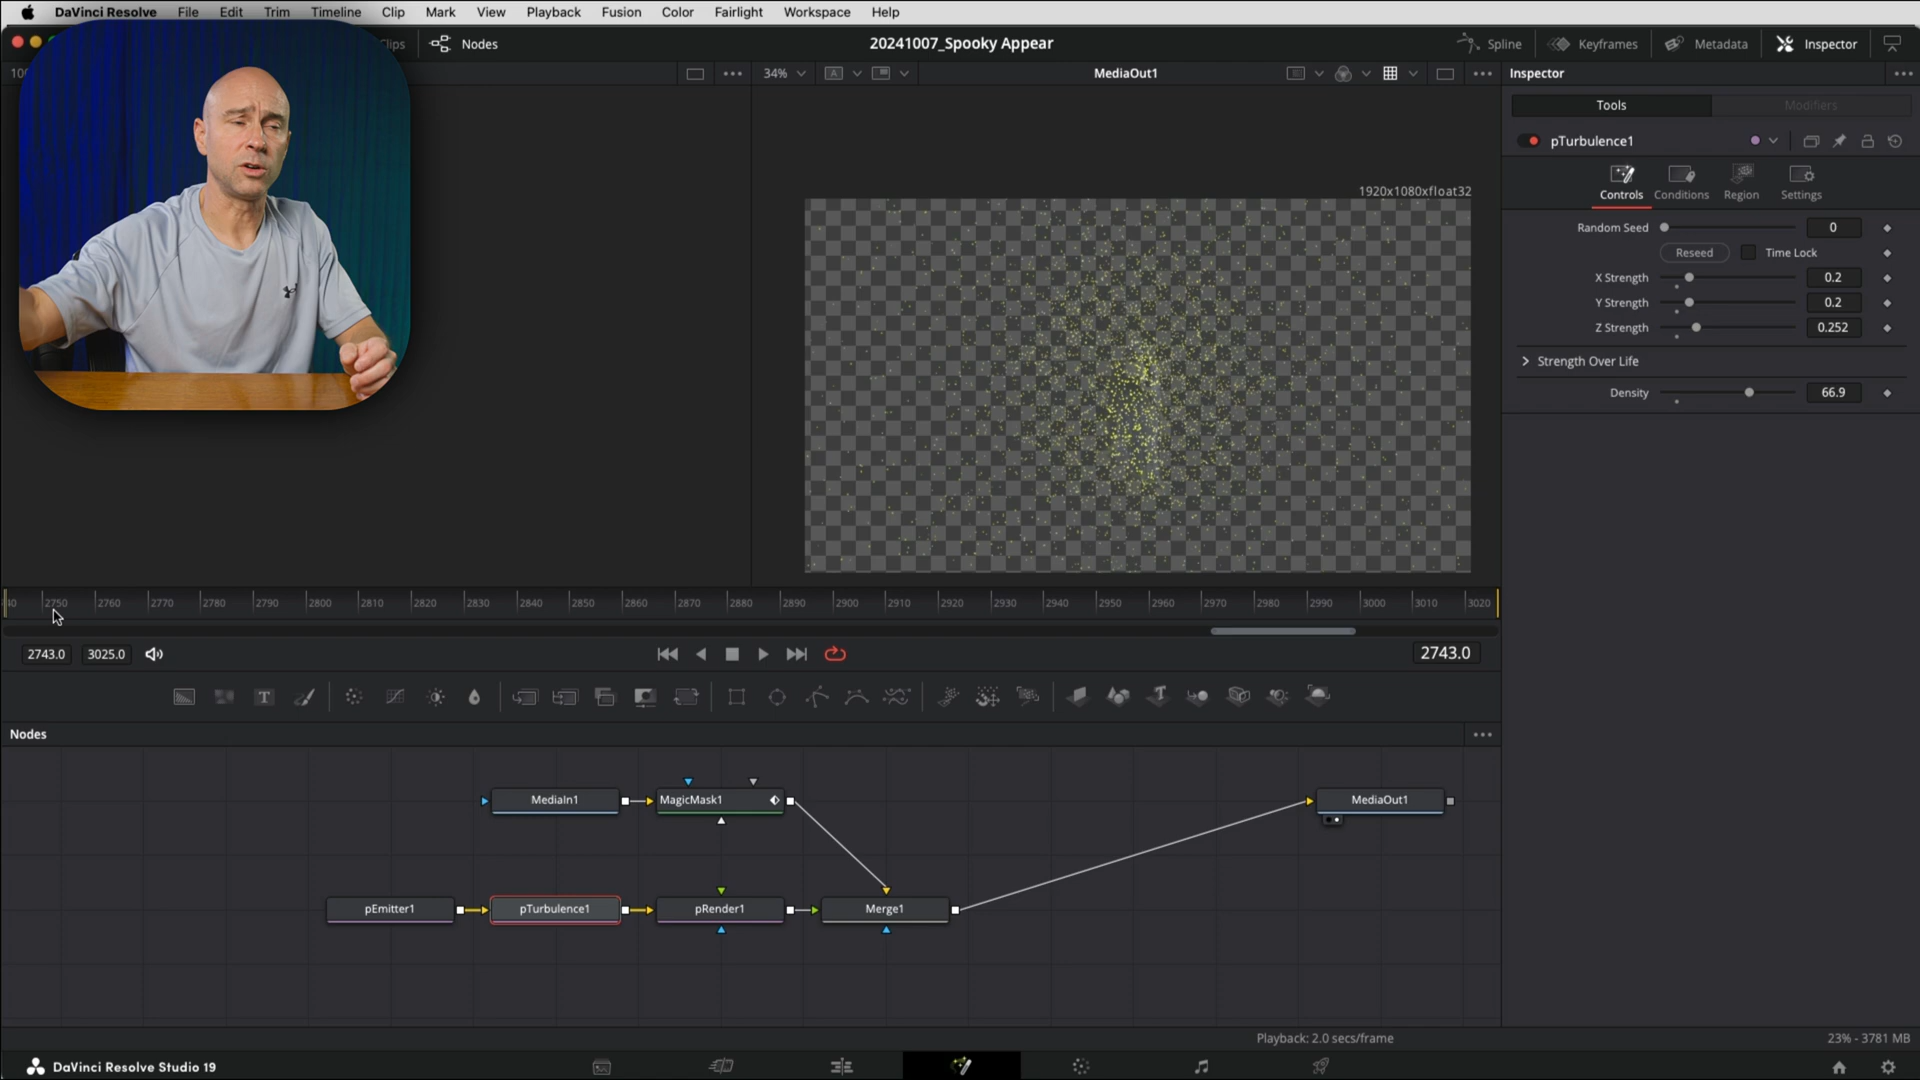 DaVinci Resolve File Edit Trim Timeline Clip Mark View Playback Fusion Color Fairlight Workspace Help
Nodes 20241007_Spooky Appear Spline Keyframes Metadata Inspector
34% A MediaOut1 Inspector
Tools Modifiers
pTurbulence1
Controls Conditions Region Settings
1920x1080xfloat32
Random Seed 0
Reseed Time Lock
X Strength 0.2
Y Strength 0.2
Z Strength 0.252
Strength Over Life
Density 66.9
2750 2760 2770 2780 2790 2800 2810 2820 2830 2840 2850 2860 2870 2880 2890 2900 2910 2920 2930 2940 2950 2960 2970 2980 2990 3000 3010 3020
2743.0 3025.0 2743.0
T
Nodes
MediaIn1 MagicMask1 MediaOut1
pEmitter1 pTurbulence1 pRender1 Merge1
Playback: 2.0 secs/frame 23% - 3781 MB
DaVinci Resolve Studio 19